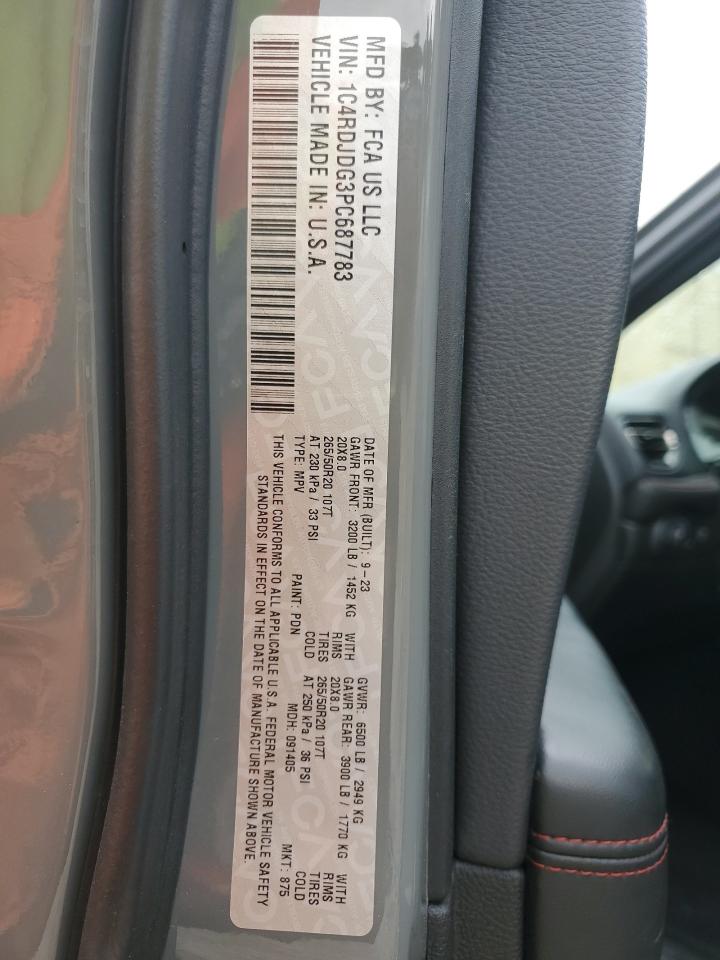 MFD BY: FCA US LLC
VIN: 1C4RDJDG3PC687783
VEHICLE MADE IN: U.S.A.
DATE OF MFR (BUILT): 9-23 GVWR: 6500 LB / 2949 KG
GAWR FRONT: 3200 LB / 1452 KG WITH GAWR REAR: 3900 LB / 1770 KG WITH
20X8.0 RIMS 20X8.0 RIMS
265/50R20 107T TIRES 265/50R20 107T TIRES
AT 230 kPa / 33 PSI COLD AT 250 kPa / 36 PSI COLD
TYPE: MPV PAINT: PDN MDH: 091405 MKT: 875
THIS VEHICLE CONFORMS TO ALL APPLICABLE U.S.A. FEDERAL MOTOR VEHICLE SAFETY
STANDARDS IN EFFECT ON THE DATE OF MANUFACTURE SHOWN ABOVE.